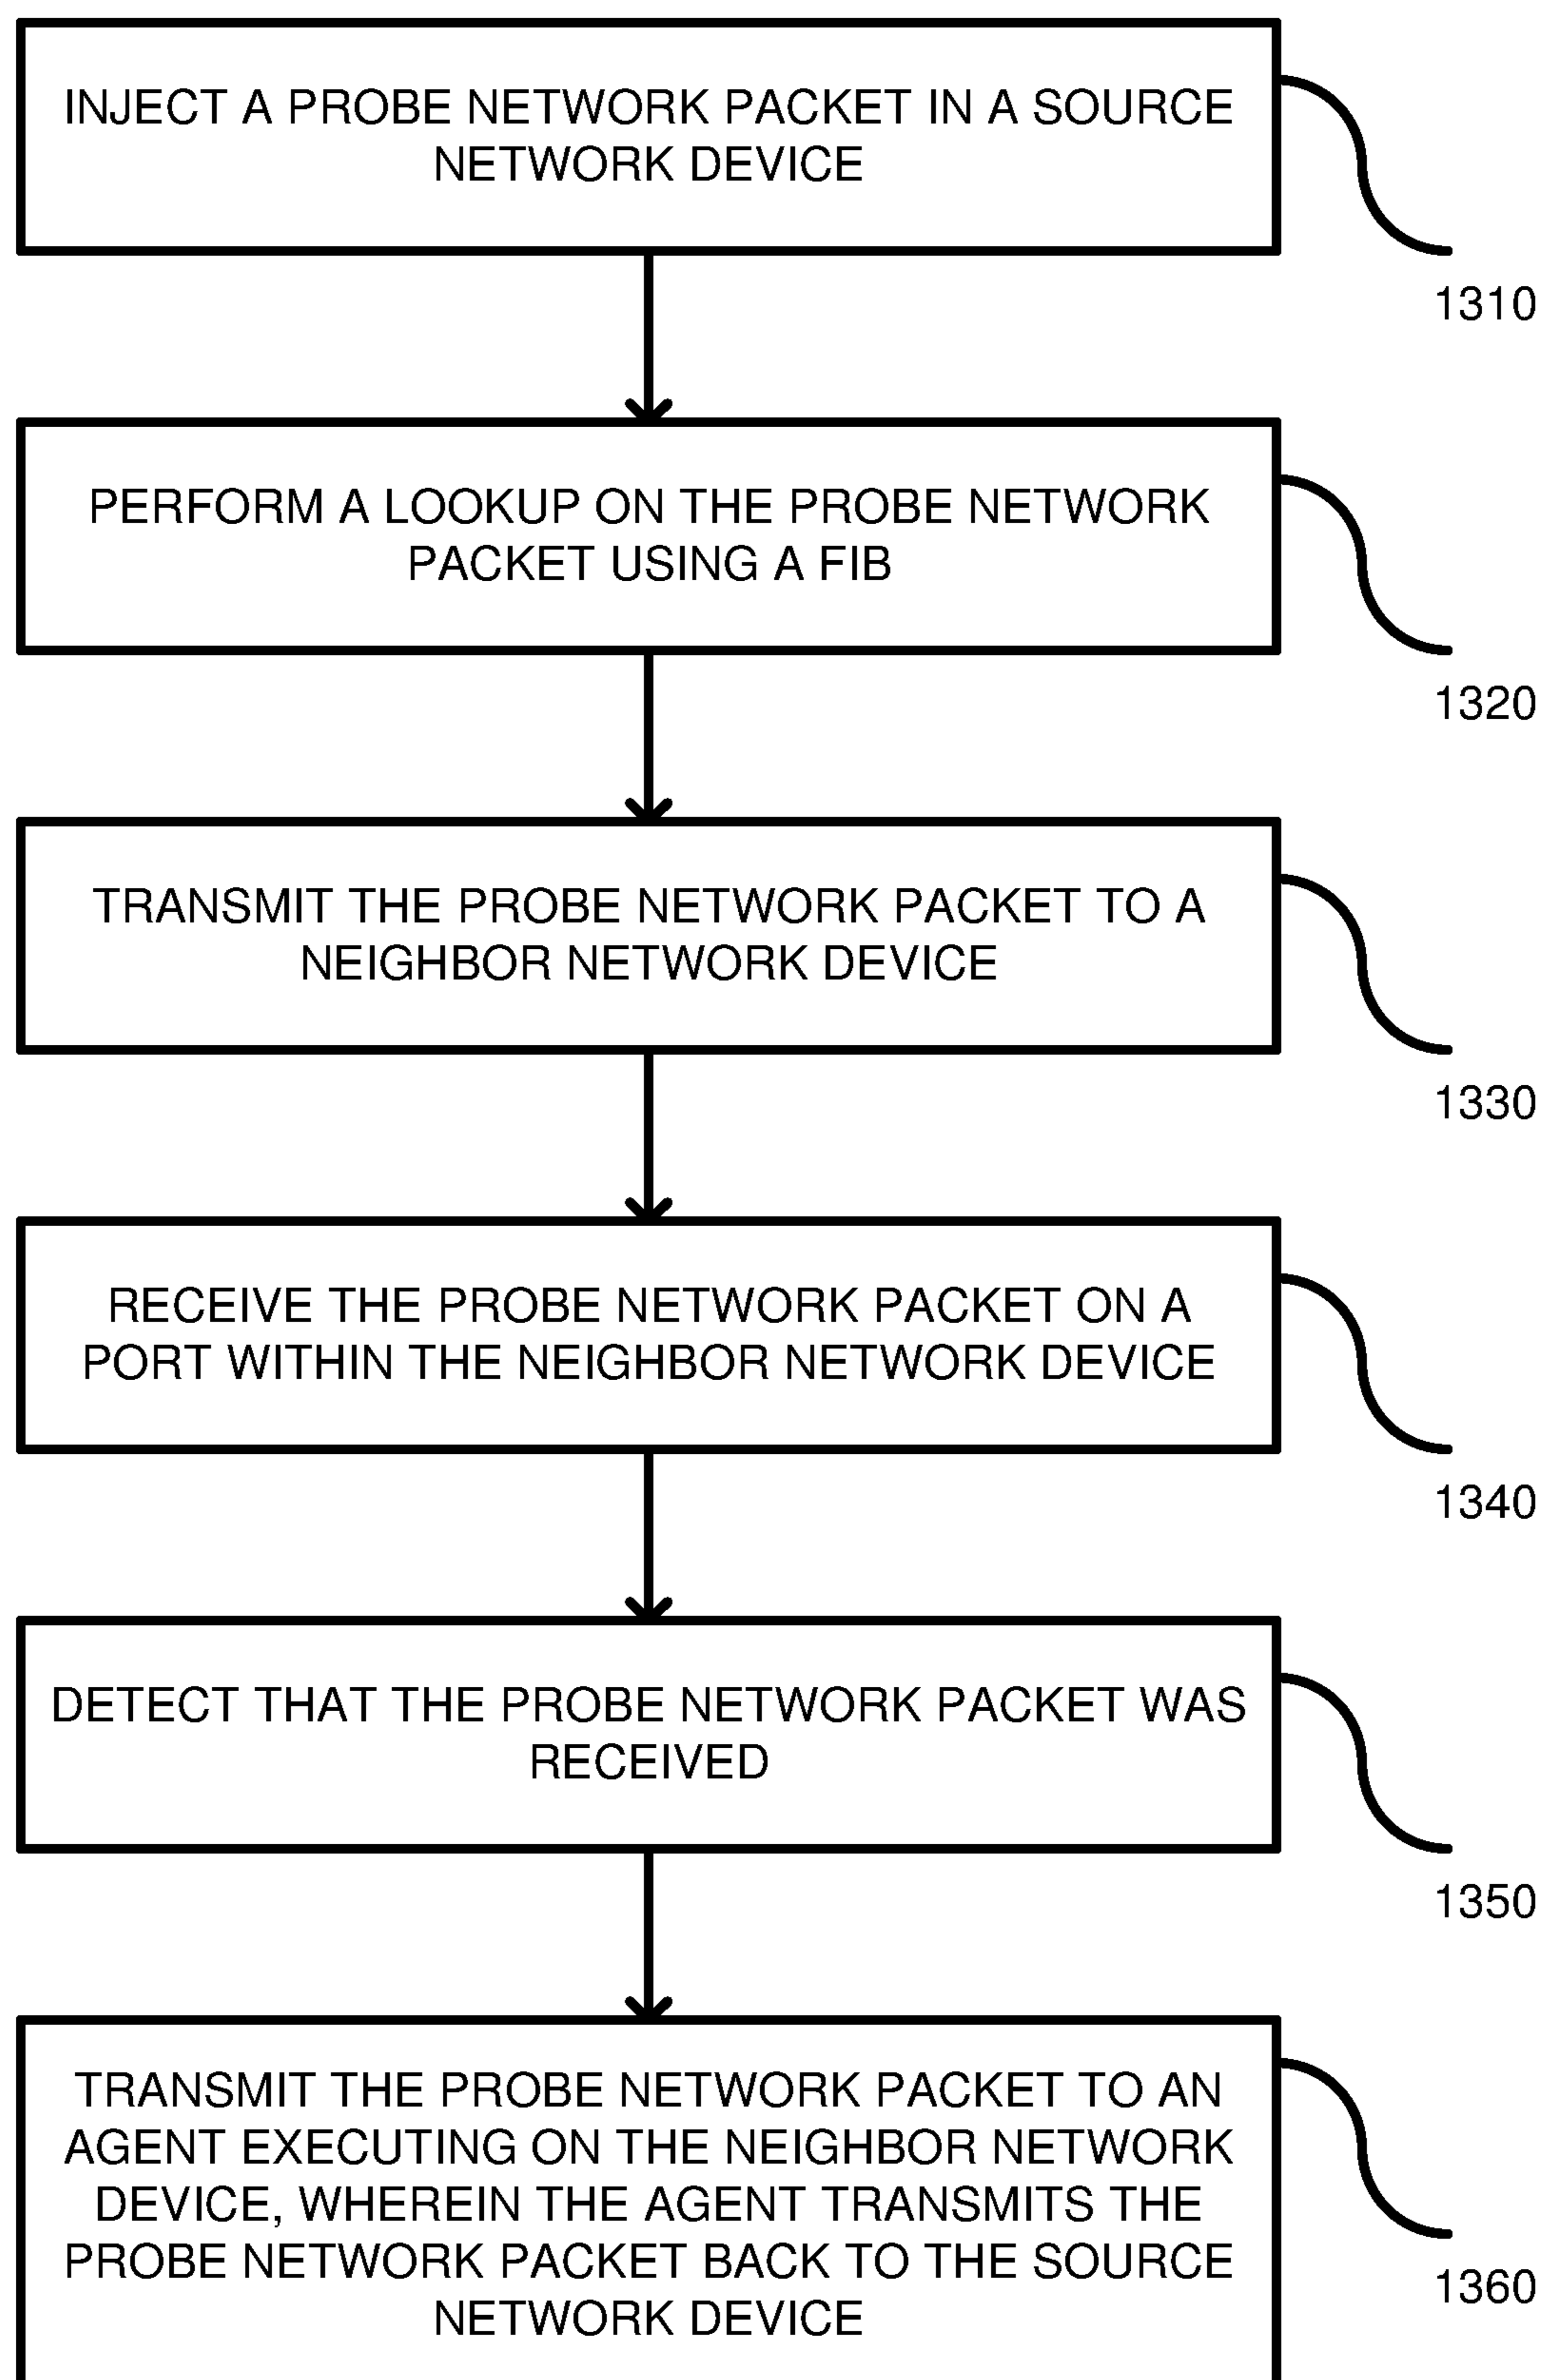 INJECT A PROBE NETWORK PACKET IN A SOURCE
NETWORK DEVICE
1310
PERFORM A LOOKUP ON THE PROBE NETWORK
PACKET USING A FIB
1320
TRANSMIT THE PROBE NETWORK PACKET TO A
NEIGHBOR NETWORK DEVICE
1330
RECEIVE THE PROBE NETWORK PACKET ON A
PORT WITHIN THE NEIGHBOR NETWORK DEVICE
1340
DETECT THAT THE PROBE NETWORK PACKET WAS
RECEIVED
1350
TRANSMIT THE PROBE NETWORK PACKET TO AN
AGENT EXECUTING ON THE NEIGHBOR NETWORK
DEVICE, WHEREIN THE AGENT TRANSMITS THE
PROBE NETWORK PACKET BACK TO THE SOURCE
NETWORK DEVICE
1360